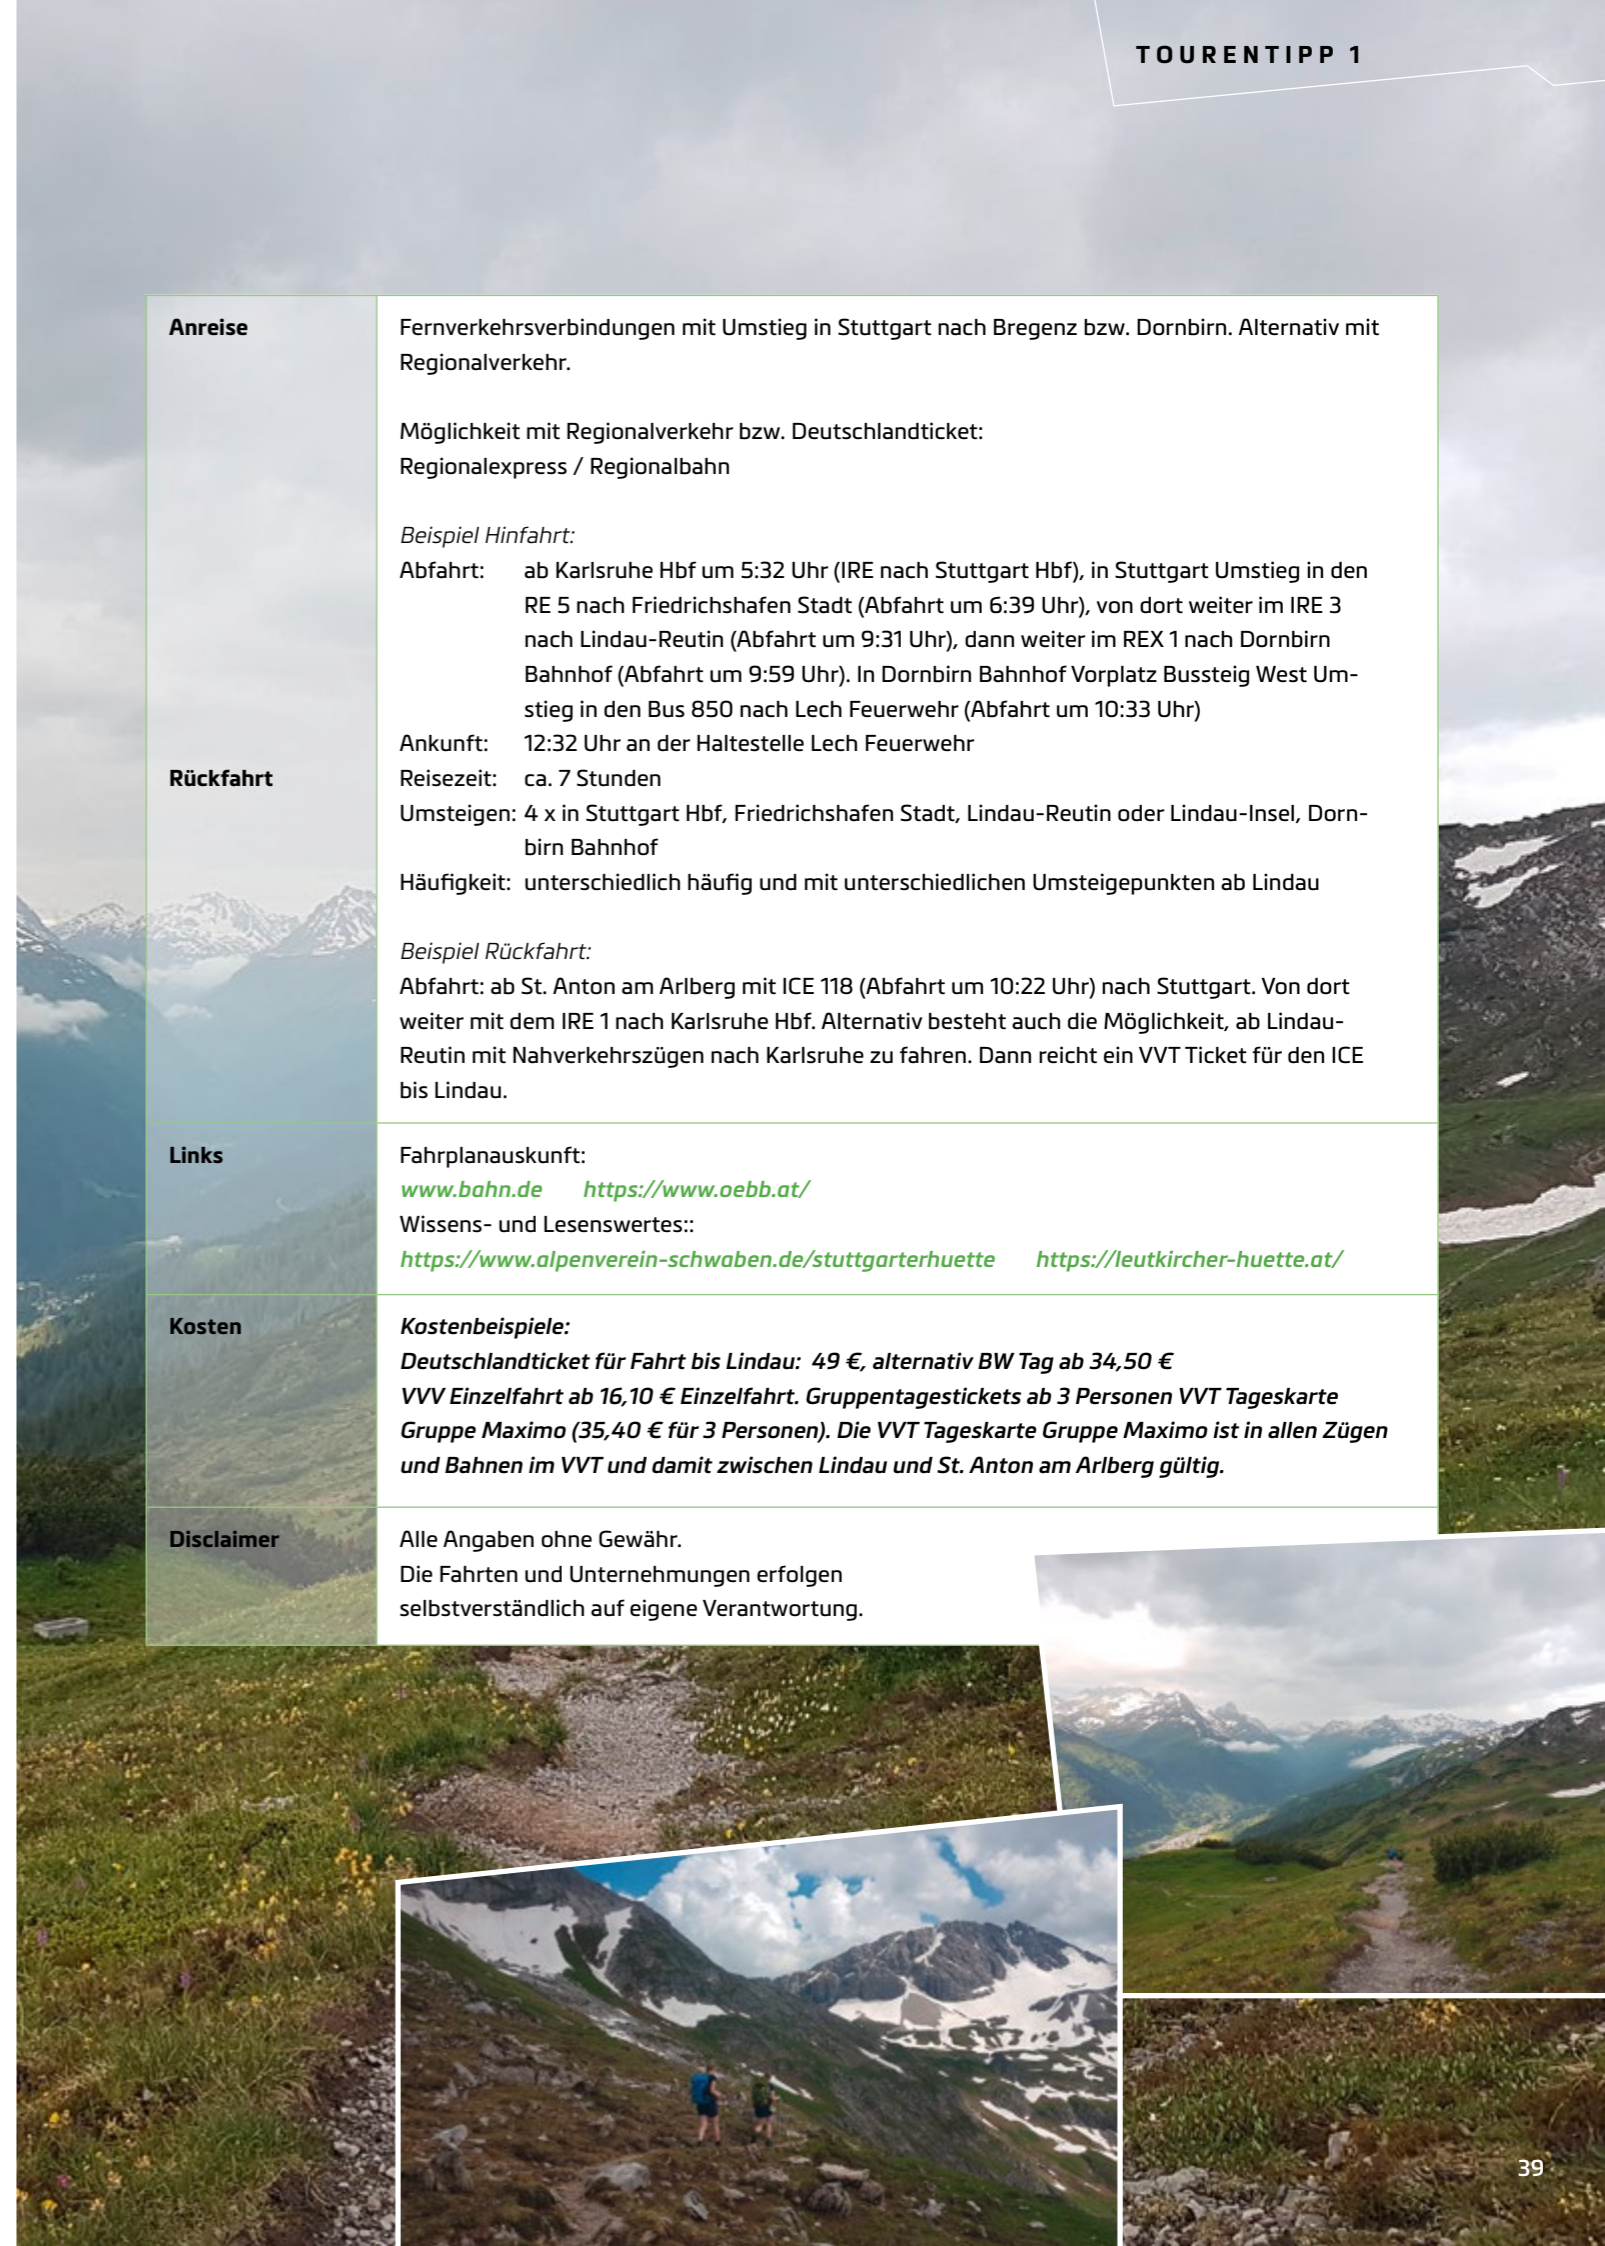 TOURENTIPP 1
Anreise
Fernverkehrsverbindungen mit Umstieg in Stuttgart nach Bregenz bzw. Dornbirn. Alternativ mit
Regionalverkehr.
Möglichkeit mit Regionalverkehr bzw. Deutschlandticket:
Regionalexpress / Regionalbahn
Beispiel Hinfahrt:
Abfahrt: ab Karlsruhe Hbf um 5:32 Uhr (IRE nach Stuttgart Hbf), in Stuttgart Umstieg in den
RE 5 nach Friedrichshafen Stadt (Abfahrt um 6:39 Uhr), von dort weiter im IRE 3
nach Lindau-Reutin (Abfahrt um 9:31 Uhr), dann weiter im REX 1 nach Dornbirn
Bahnhof (Abfahrt um 9:59 Uhr). In Dornbirn Bahnhof Vorplatz Bussteig West Um-
stieg in den Bus 850 nach Lech Feuerwehr (Abfahrt um 10:33 Uhr)
Ankunft: 12:32 Uhr an der Haltestelle Lech Feuerwehr
Rückfahrt
Reisezeit: ca. 7 Stunden
Umsteigen: 4 x in Stuttgart Hbf, Friedrichshafen Stadt, Lindau-Reutin oder Lindau-Insel, Dorn-
birn Bahnhof
Häufigkeit: unterschiedlich häufig und mit unterschiedlichen Umsteigepunkten ab Lindau
Beispiel Rückfahrt:
Abfahrt: ab St. Anton am Arlberg mit ICE 118 (Abfahrt um 10:22 Uhr) nach Stuttgart. Von dort
weiter mit dem IRE 1 nach Karlsruhe Hbf. Alternativ besteht auch die Möglichkeit, ab Lindau-
Reutin mit Nahverkehrszügen nach Karlsruhe zu fahren. Dann reicht ein VVT Ticket für den ICE
bis Lindau.
Links
Fahrplanauskunft:
www.bahn.de https://www.oebb.at/
Wissens- und Lesenswertes::
https://www.alpenverein-schwaben.de/stuttgarterhuette https://leutkircher-huette.at/
Kosten
Kostenbeispiele:
Deutschlandticket für Fahrt bis Lindau: 49 €, alternativ BW Tag ab 34,50 €
VVV Einzelfahrt ab 16,10 € Einzelfahrt. Gruppentagestickets ab 3 Personen VVT Tageskarte
Gruppe Maximo (35,40 € für 3 Personen). Die VVT Tageskarte Gruppe Maximo ist in allen Zügen
und Bahnen im VVT und damit zwischen Lindau und St. Anton am Arlberg gültig.
Disclaimer
Alle Angaben ohne Gewähr.
Die Fahrten und Unternehmungen erfolgen
selbstverständlich auf eigene Verantwortung.
39